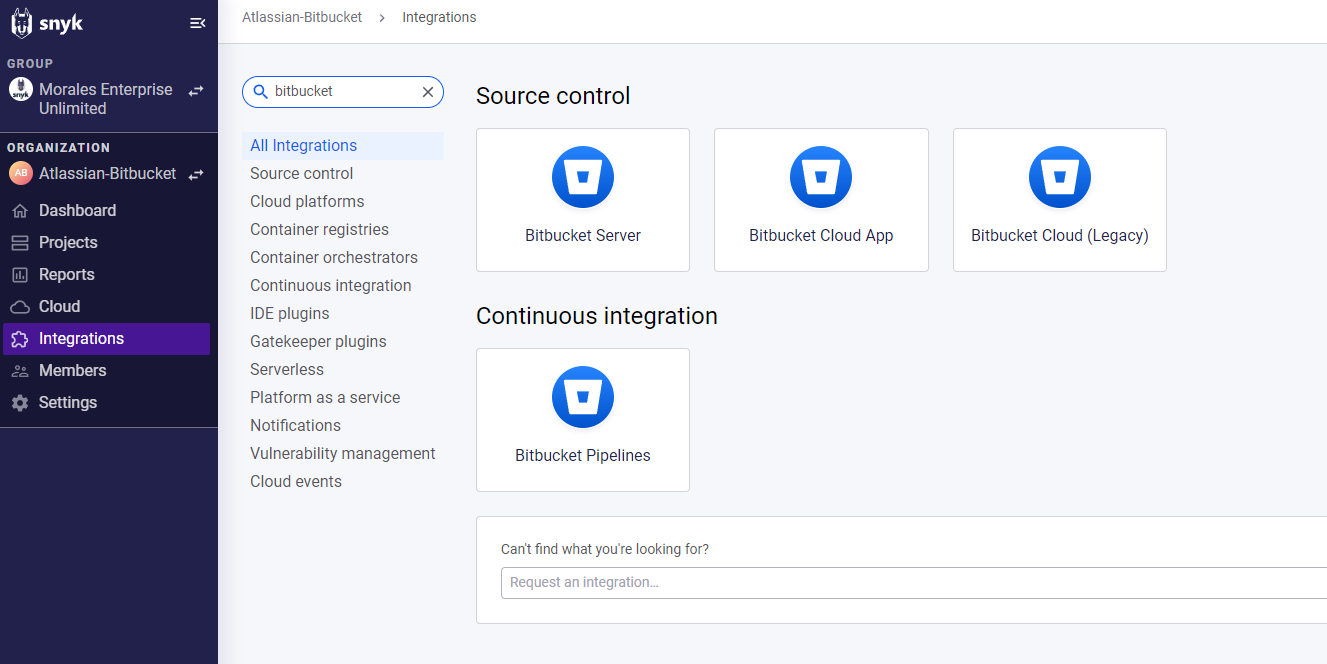 snyk
GROUP
snyk
Morales Enterprise
Unlimited
ORGANIZATION
AB
Atlassian-Bitbucket
Dashboard
Projects
Reports
Cloud
Integrations
Members
Settings
Atlassian-Bitbucket > Integrations
bitbucket
All Integrations
Source control
Cloud platforms
Container registries
Container orchestrators
Continuous integration
IDE plugins
Gatekeeper plugins
Serverless
Platform as a service
Notifications
Vulnerability management
Cloud events
Source control
Bitbucket Server
Bitbucket Cloud App
Bitbucket Cloud (Legacy)
Continuous integration
Bitbucket Pipelines
Can't find what you're looking for?
Request an integration...